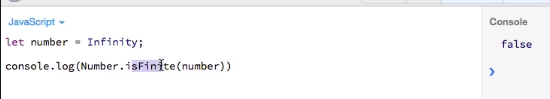 JavaScript
Console
let number = Infinity;
false
console.log(Number.isFinite(number))